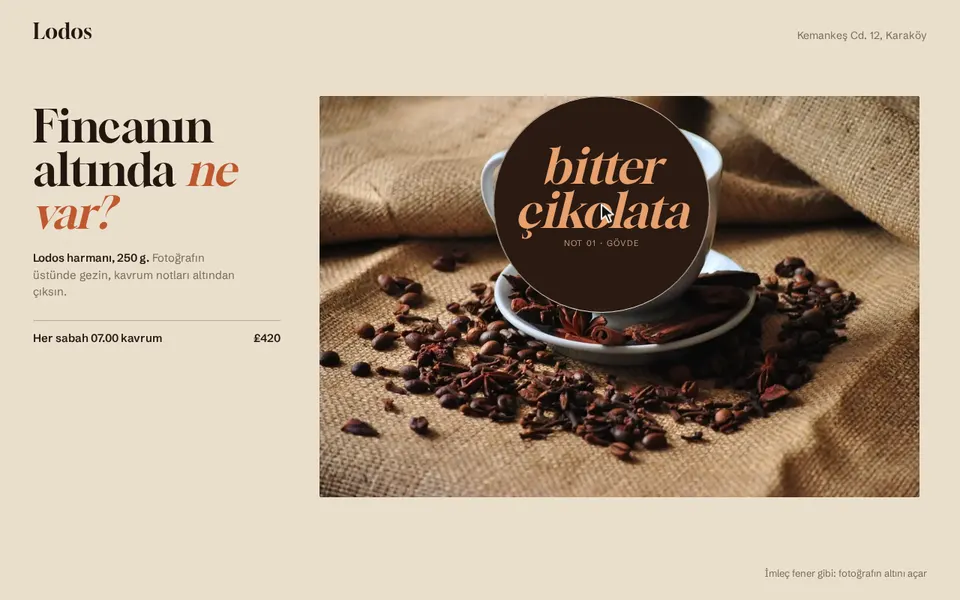 Lodos
Kemankeş Cd. 12, Karaköy
Fincanın
altında ne
var?
Lodos harmanı, 250 g. Fotoğrafın
üstünde gezin, kavrum notları altından
çıksın.
Her sabah 07.00 kavrum
₤420
bitter
çikolata
NOT 01 · GÖVDE
İmleç fener gibi: fotoğrafın altını açar